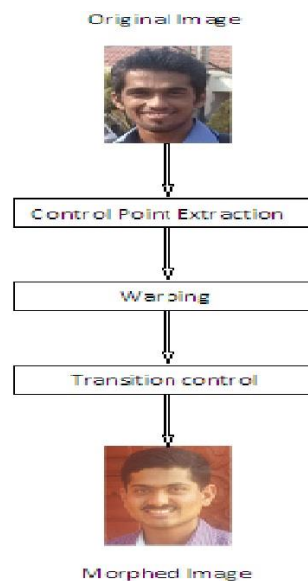 Original Image
Control Point Extraction
Warping
Transition control
Morphed Image